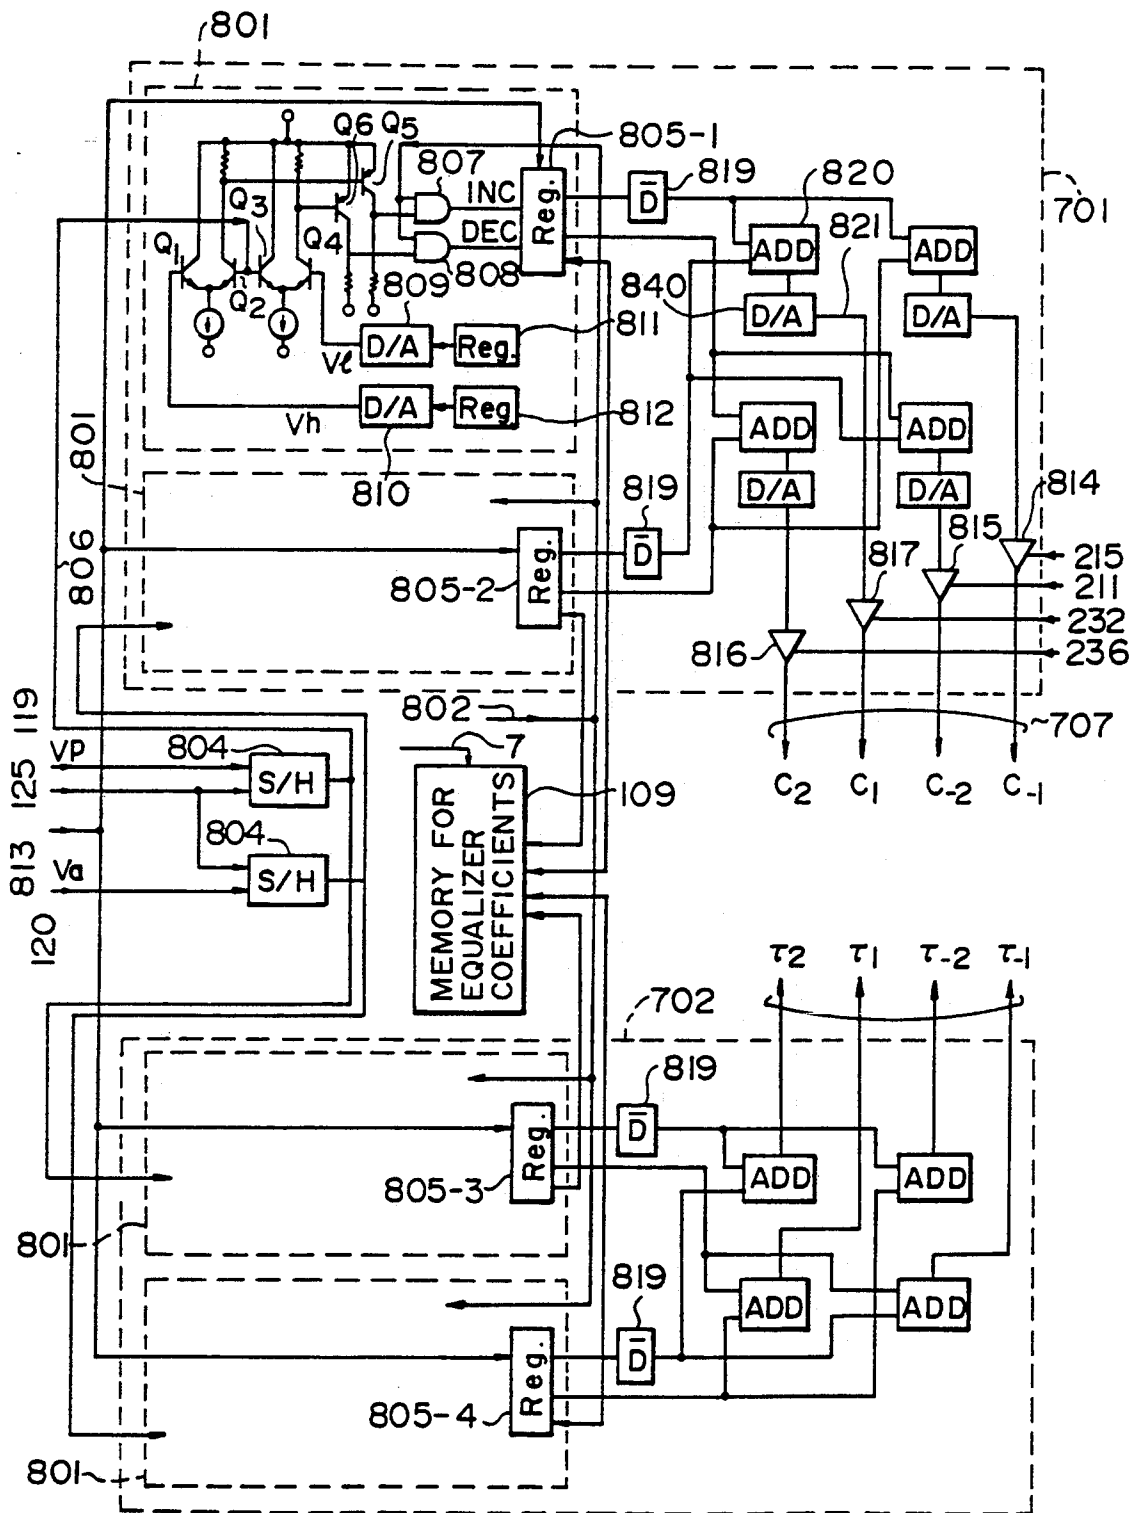 801
Q6
Q5
807
805-1
819
820
701
INC
Reg.
D̅
Q3
DEC
ADD
821
ADD
Q1
Q4
808
840
Q2
809
811
D/A
D/A
Vℓ
D/A
Reg.
Vh
D/A
Reg.
812
ADD
ADD
801
810
819
D/A
D/A
814
806
Reg.
D̅
817
815
215
805-2
211
232
816
236
802
707
119
VP
804
7
125
S/H
109
C2
C1
C-2
C-1
804
813
Va
S/H
MEMORY FOR
EQUALIZER
COEFFICIENTS
120
τ2
τ1
τ-2
τ-1
702
819
Reg.
D̅
ADD
ADD
805-3
801
819
ADD
ADD
Reg.
D̅
805-4
801